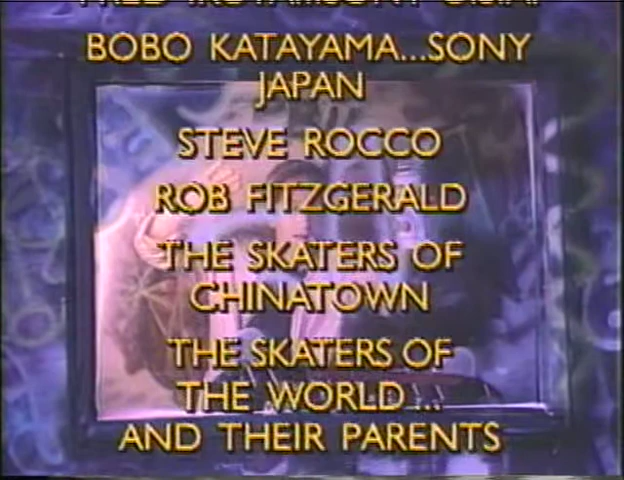 BOBO KATAYAMA...SONY
JAPAN
STEVE ROCCO
ROB FITZGERALD
THE SKATERS OF
CHINATOWN
THE SKATERS OF
THE WORLD...
AND THEIR PARENTS